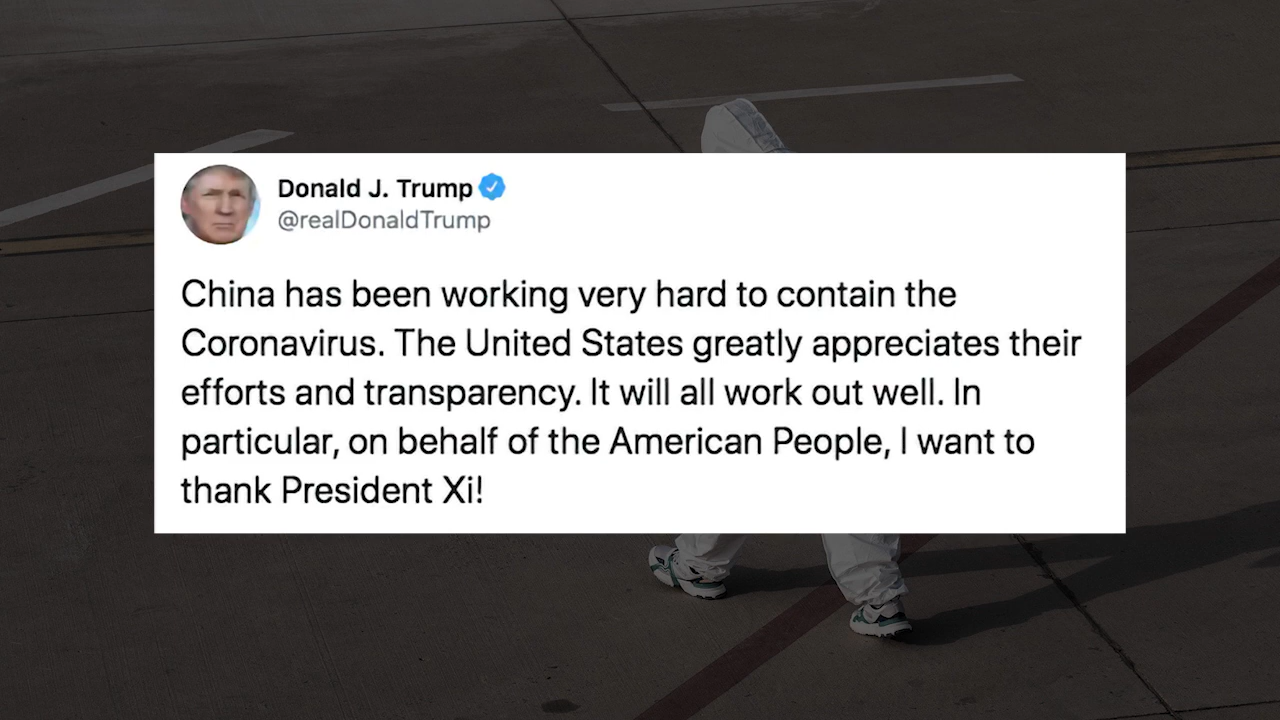 Donald J. Trump
@realDonaldTrump
China has been working very hard to contain the
Coronavirus. The United States greatly appreciates their
efforts and transparency. It will all work out well. In
particular, on behalf of the American People, I want to
thank President Xi!